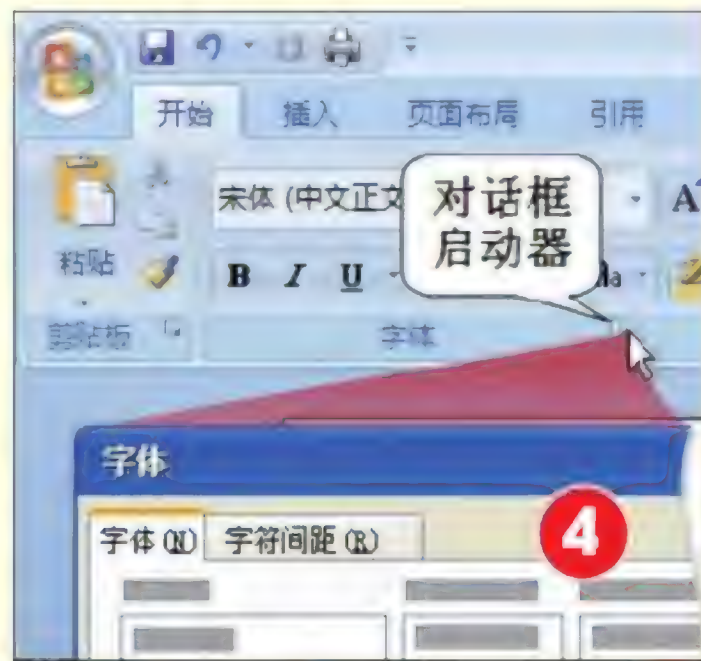 开始 插入 页面布局 引用
宋体 (中文正文
对话框
启动器
A
粘贴
B I U
Aa
剪贴板
字体
字体
字体(N) 字符间距(R)
4